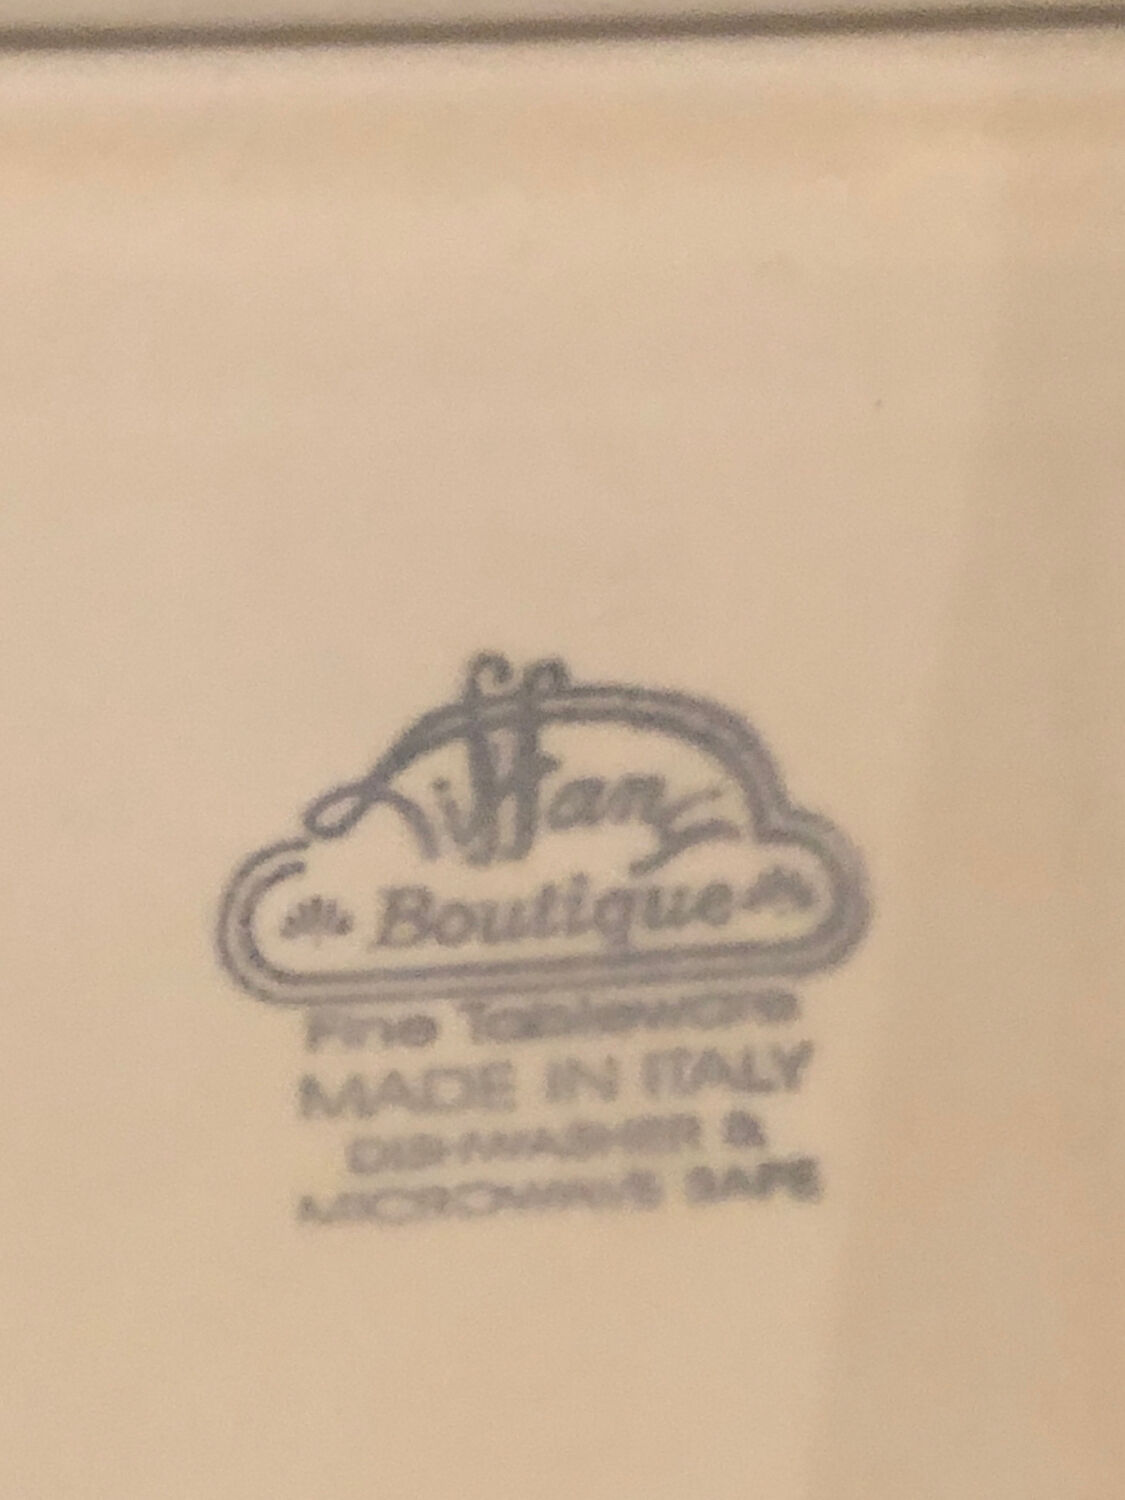 Tiffany
Boutique
Fine Tableware
MADE IN ITALY
DISHWASHER &
MICROWAVE SAFE